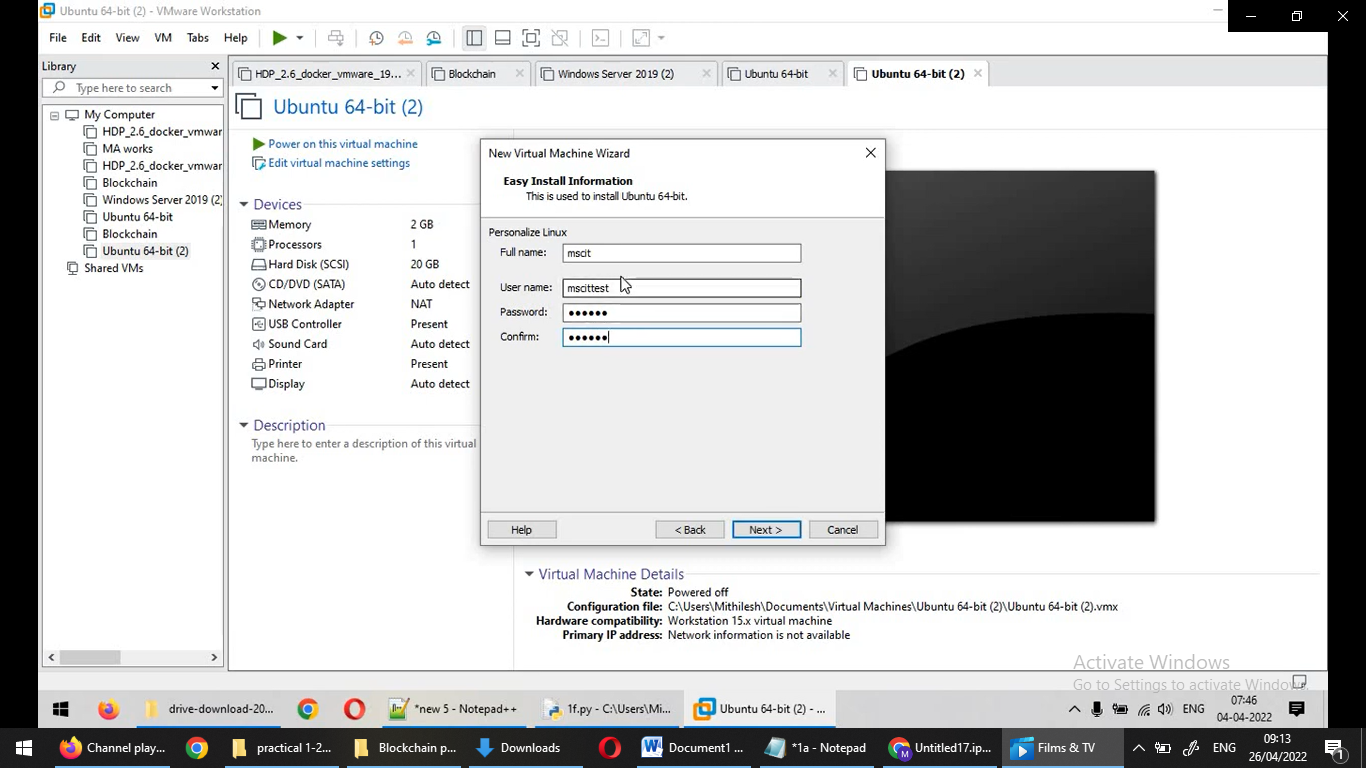 Ubuntu 64-bit (2) - VMware Workstation
File Edit View VM Tabs Help
Library
Type here to search
My Computer
HDP_2.6_docker_vmwar
MA works
HDP_2.6_docker_vmwar
Blockchain
Windows Server 2019 (2)
Ubuntu 64-bit
Blockchain
Ubuntu 64-bit (2)
Shared VMs
HDP_2.6_docker_vmware_19... Blockchain Windows Server 2019 (2) Ubuntu 64-bit Ubuntu 64-bit (2)
Ubuntu 64-bit (2)
Power on this virtual machine
Edit virtual machine settings
Devices
Memory 2 GB
Processors 1
Hard Disk (SCSI) 20 GB
CD/DVD (SATA) Auto detect
Network Adapter NAT
USB Controller Present
Sound Card Auto detect
Printer Present
Display Auto detect
Description
Type here to enter a description of this virtual
machine.
New Virtual Machine Wizard
Easy Install Information
This is used to install Ubuntu 64-bit.
Personalize Linux
Full name: mscit
User name: mscittest
Password: ●●●●●●
Confirm: ●●●●●●
Help < Back Next > Cancel
Virtual Machine Details
State: Powered off
Configuration file: C:\Users\Mithilesh\Documents\Virtual Machines\Ubuntu 64-bit (2)\Ubuntu 64-bit (2).vmx
Hardware compatibility: Workstation 15.x virtual machine
Primary IP address: Network information is not available
Activate Windows
Go to Settings to activate Windows.
drive-download-20... *new 5 - Notepad++ 1f.py - C:\Users\Mi... Ubuntu 64-bit (2) - ... ENG 07:46
04-04-2022
Channel play... practical 1-2... Blockchain p... Downloads Document1 ... *1a - Notepad Untitled17.ip... Films & TV ENG 09:13
26/04/2022 1